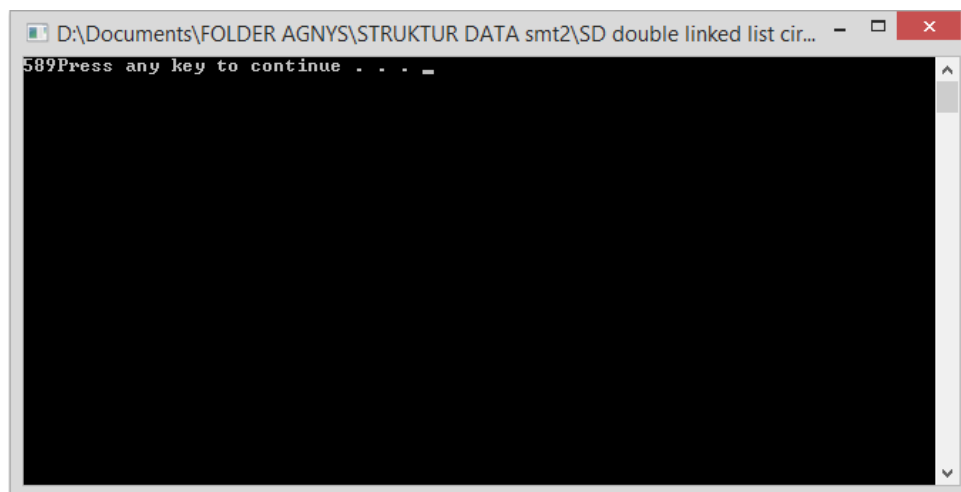 D:\Documents\FOLDER AGNYS\STRUKTUR DATA smt2\SD double linked list cir...
589Press any key to continue . . . _